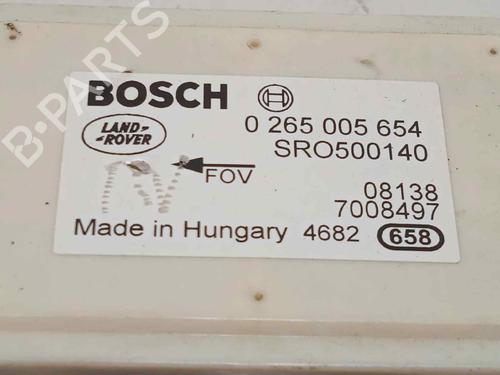 B-PARTS
BOSCH
LAND-
-ROVER
0 265 005 654
SRO500140
FOV
08138
7008497
Made in Hungary 4682 658